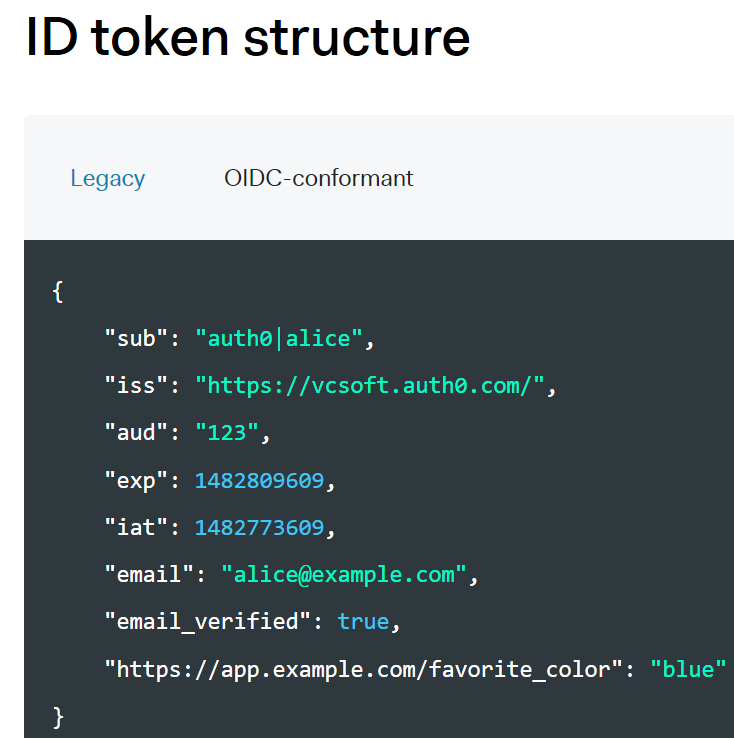 ID token structure
Legacy OIDC-conformant
{
"sub": "auth0|alice",
"iss": "https://vcsoft.auth0.com/",
"aud": "123",
"exp": 1482809609,
"iat": 1482773609,
"email": "alice@example.com",
"email_verified": true,
"https://app.example.com/favorite_color": "blue"
}